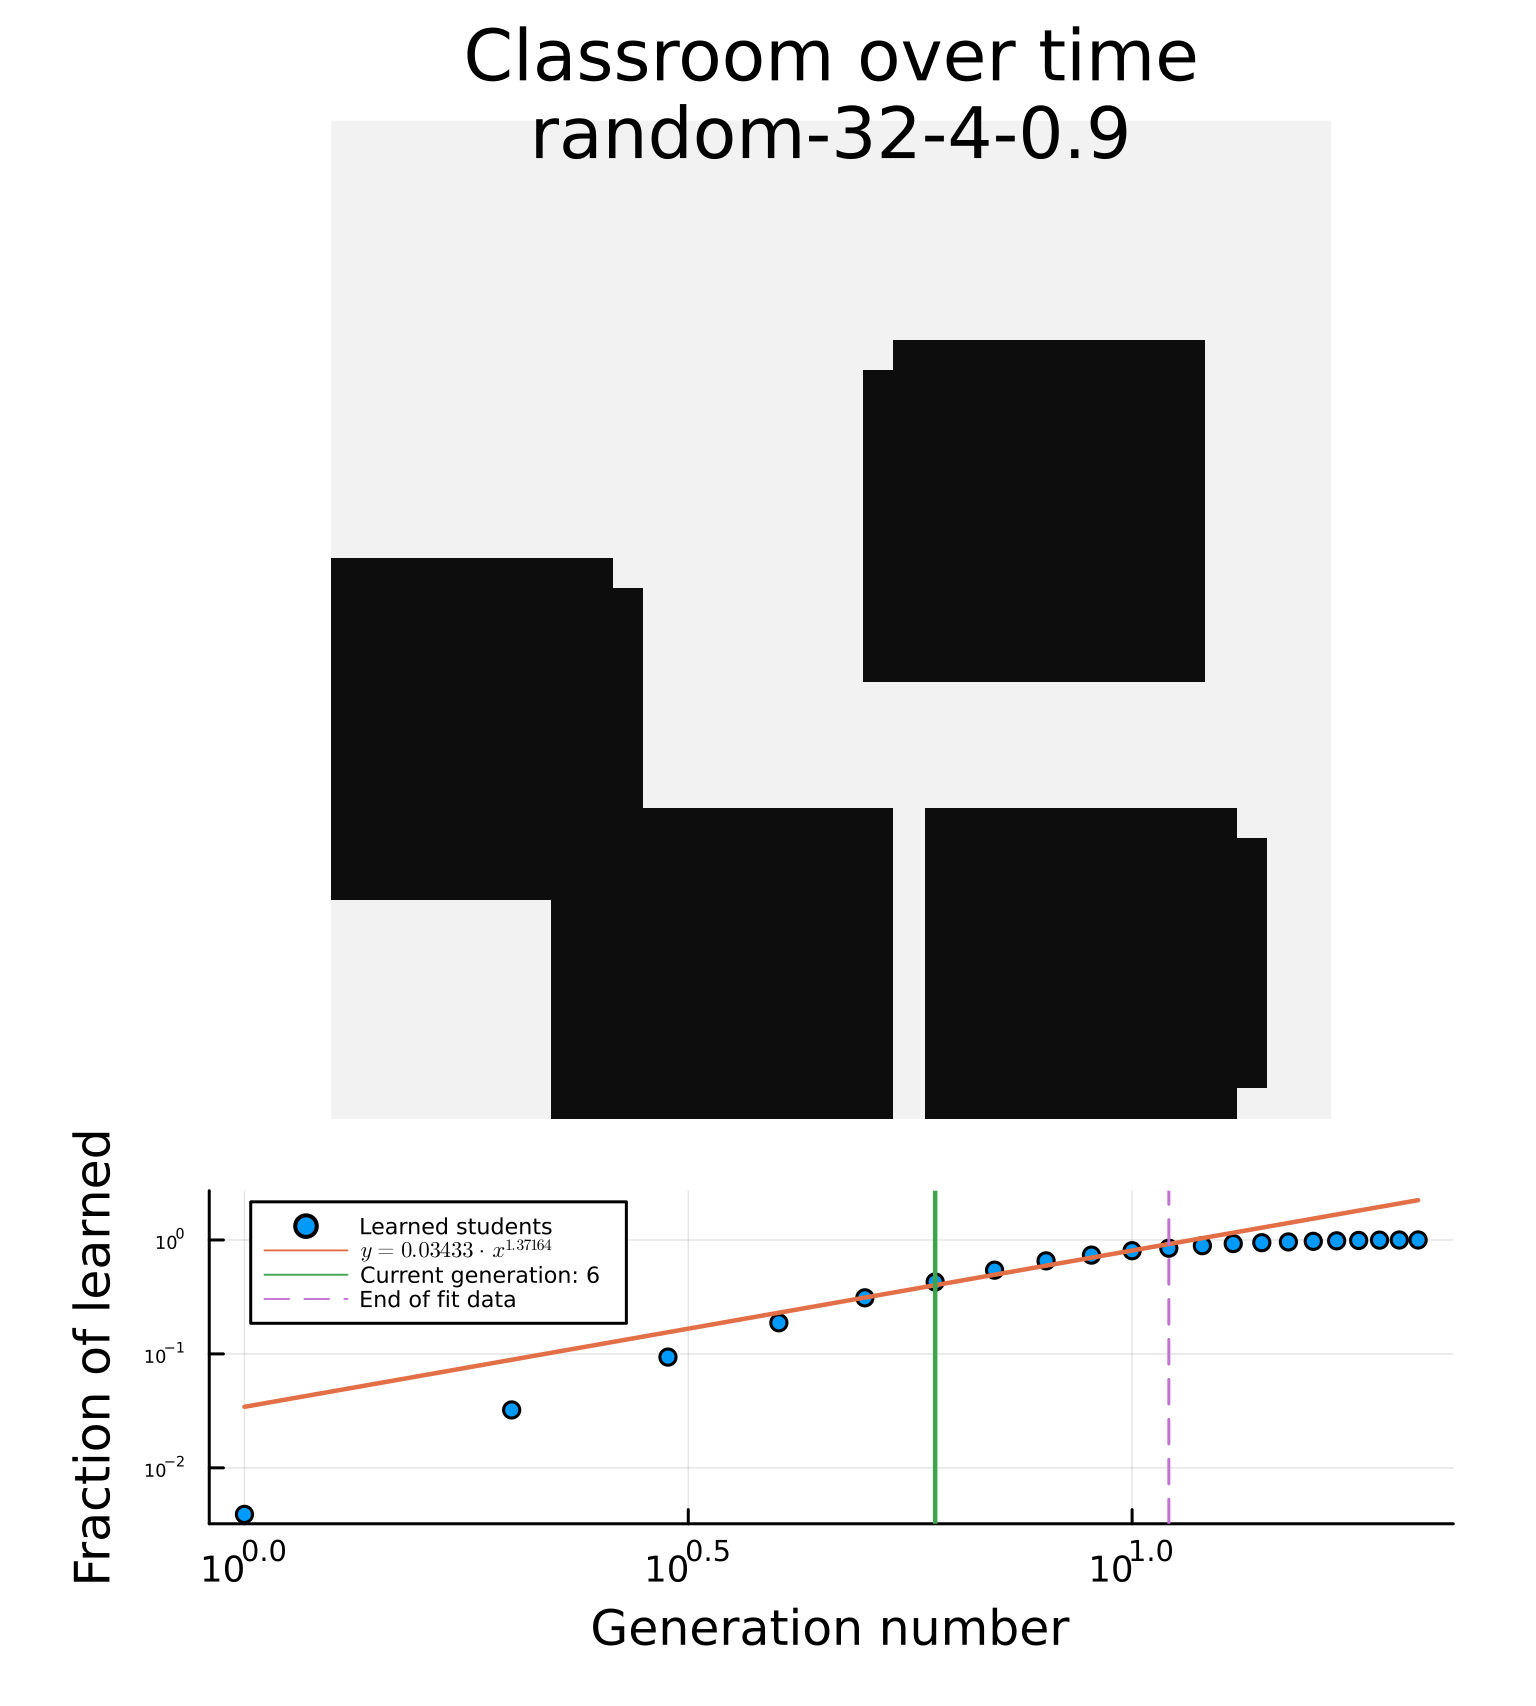 Classroom over time
random-32-4-0.9
Fraction of learned
10⁰
10⁻¹
10⁻²
Learned students
y = 0.03433 · x^1.37164
Current generation: 6
End of fit data
10^0.0
10^0.5
10^1.0
Generation number